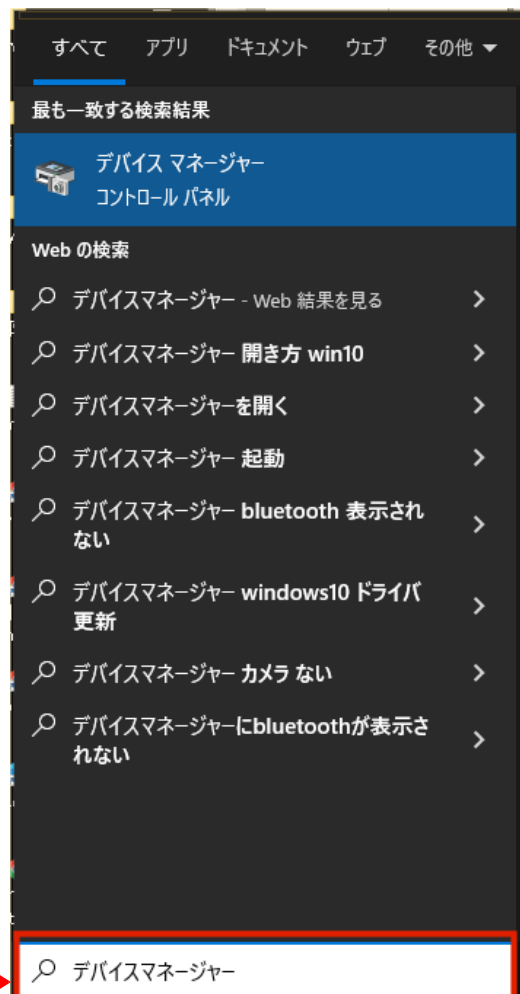 すべて アプリ ドキュメント ウェブ その他
最も一致する検索結果
デバイス マネージャー
コントロール パネル
Web の検索
デバイスマネージャー - Web 結果を見る
デバイスマネージャー 開き方 win10
デバイスマネージャーを開く
デバイスマネージャー 起動
デバイスマネージャー bluetooth 表示され
ない
デバイスマネージャー windows10 ドライバ
更新
デバイスマネージャー カメラ ない
デバイスマネージャーにbluetoothが表示さ
れない
デバイスマネージャー